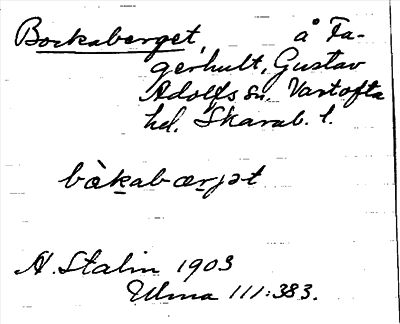 Bockaberget, å Fa-
gerhult, Gustav
Adolfs sn. Vartofta
hd. Skarab. l.
bàkabærjət
N. Stalin 1903
Ulma 111:383.